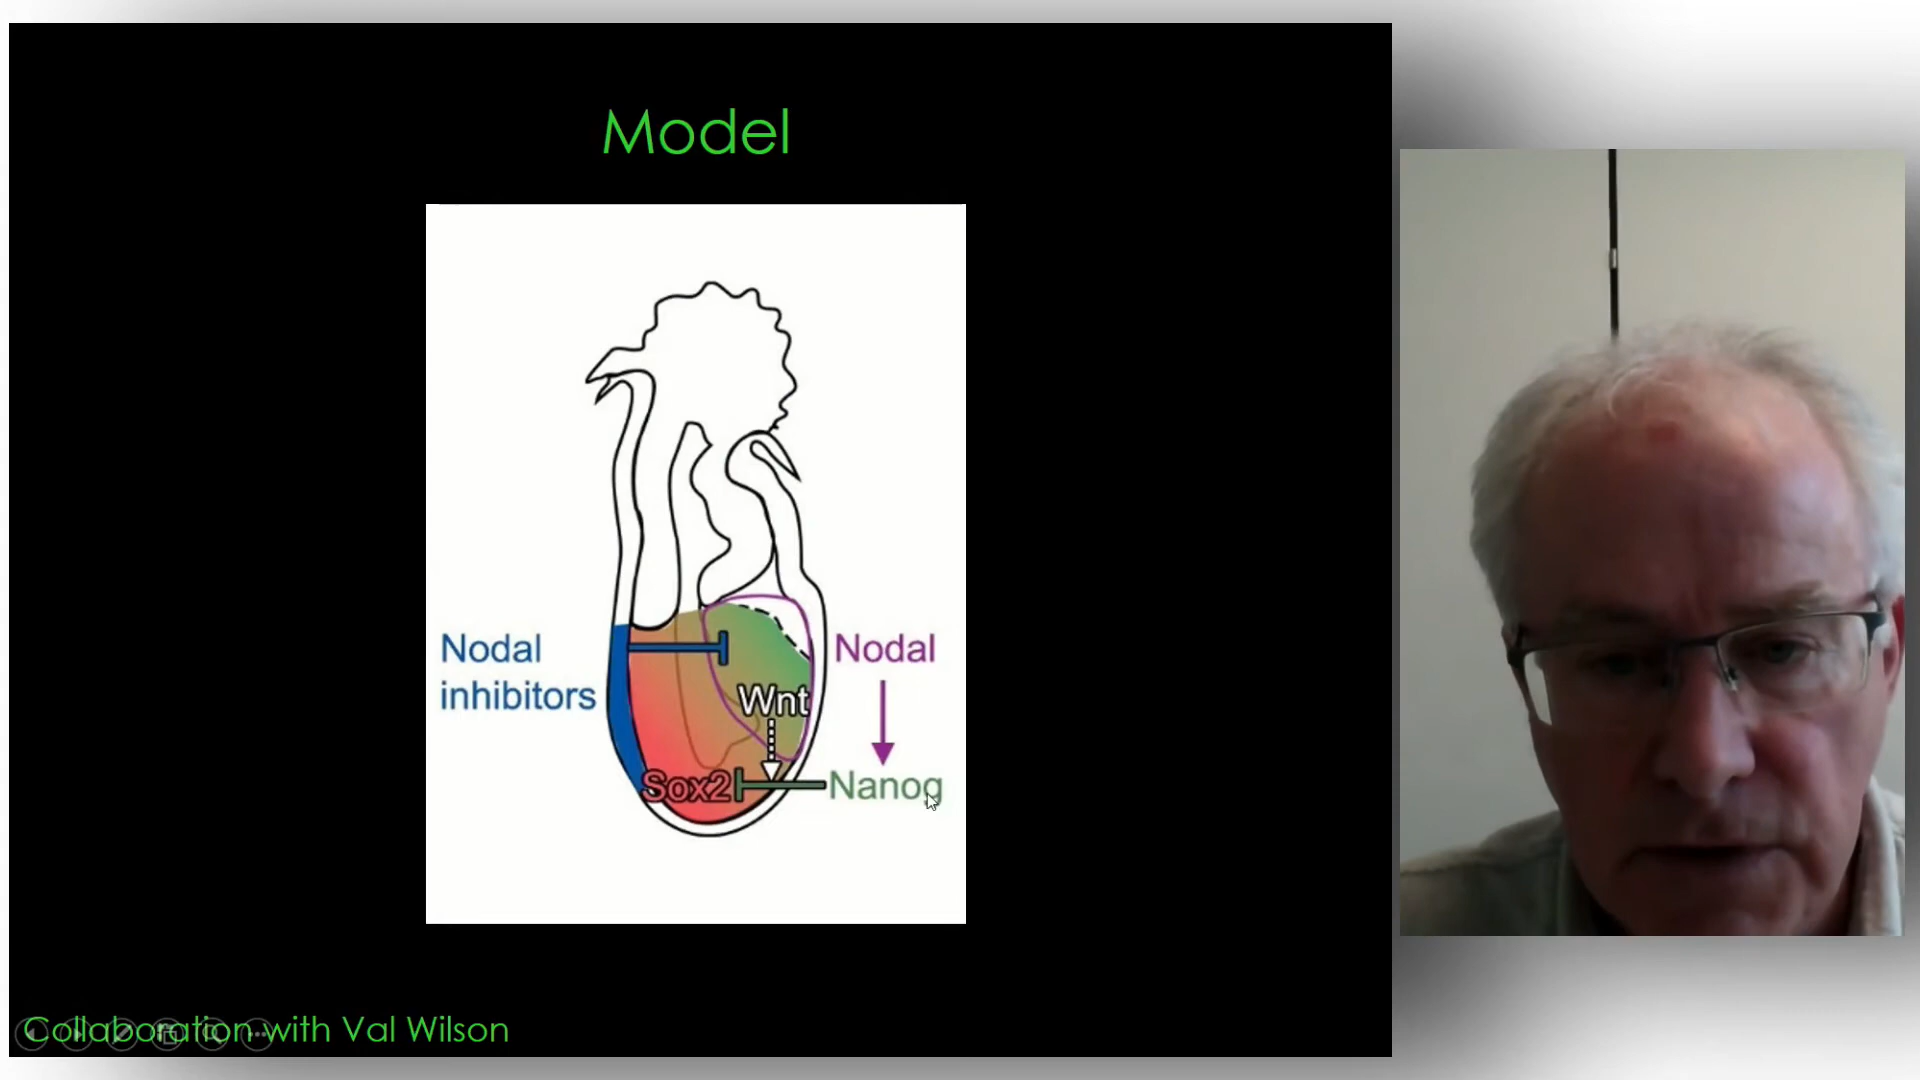 Model
Nodal
inhibitors
Nodal
Wnt
Sox2
Nanog
Collaboration with Val Wilson